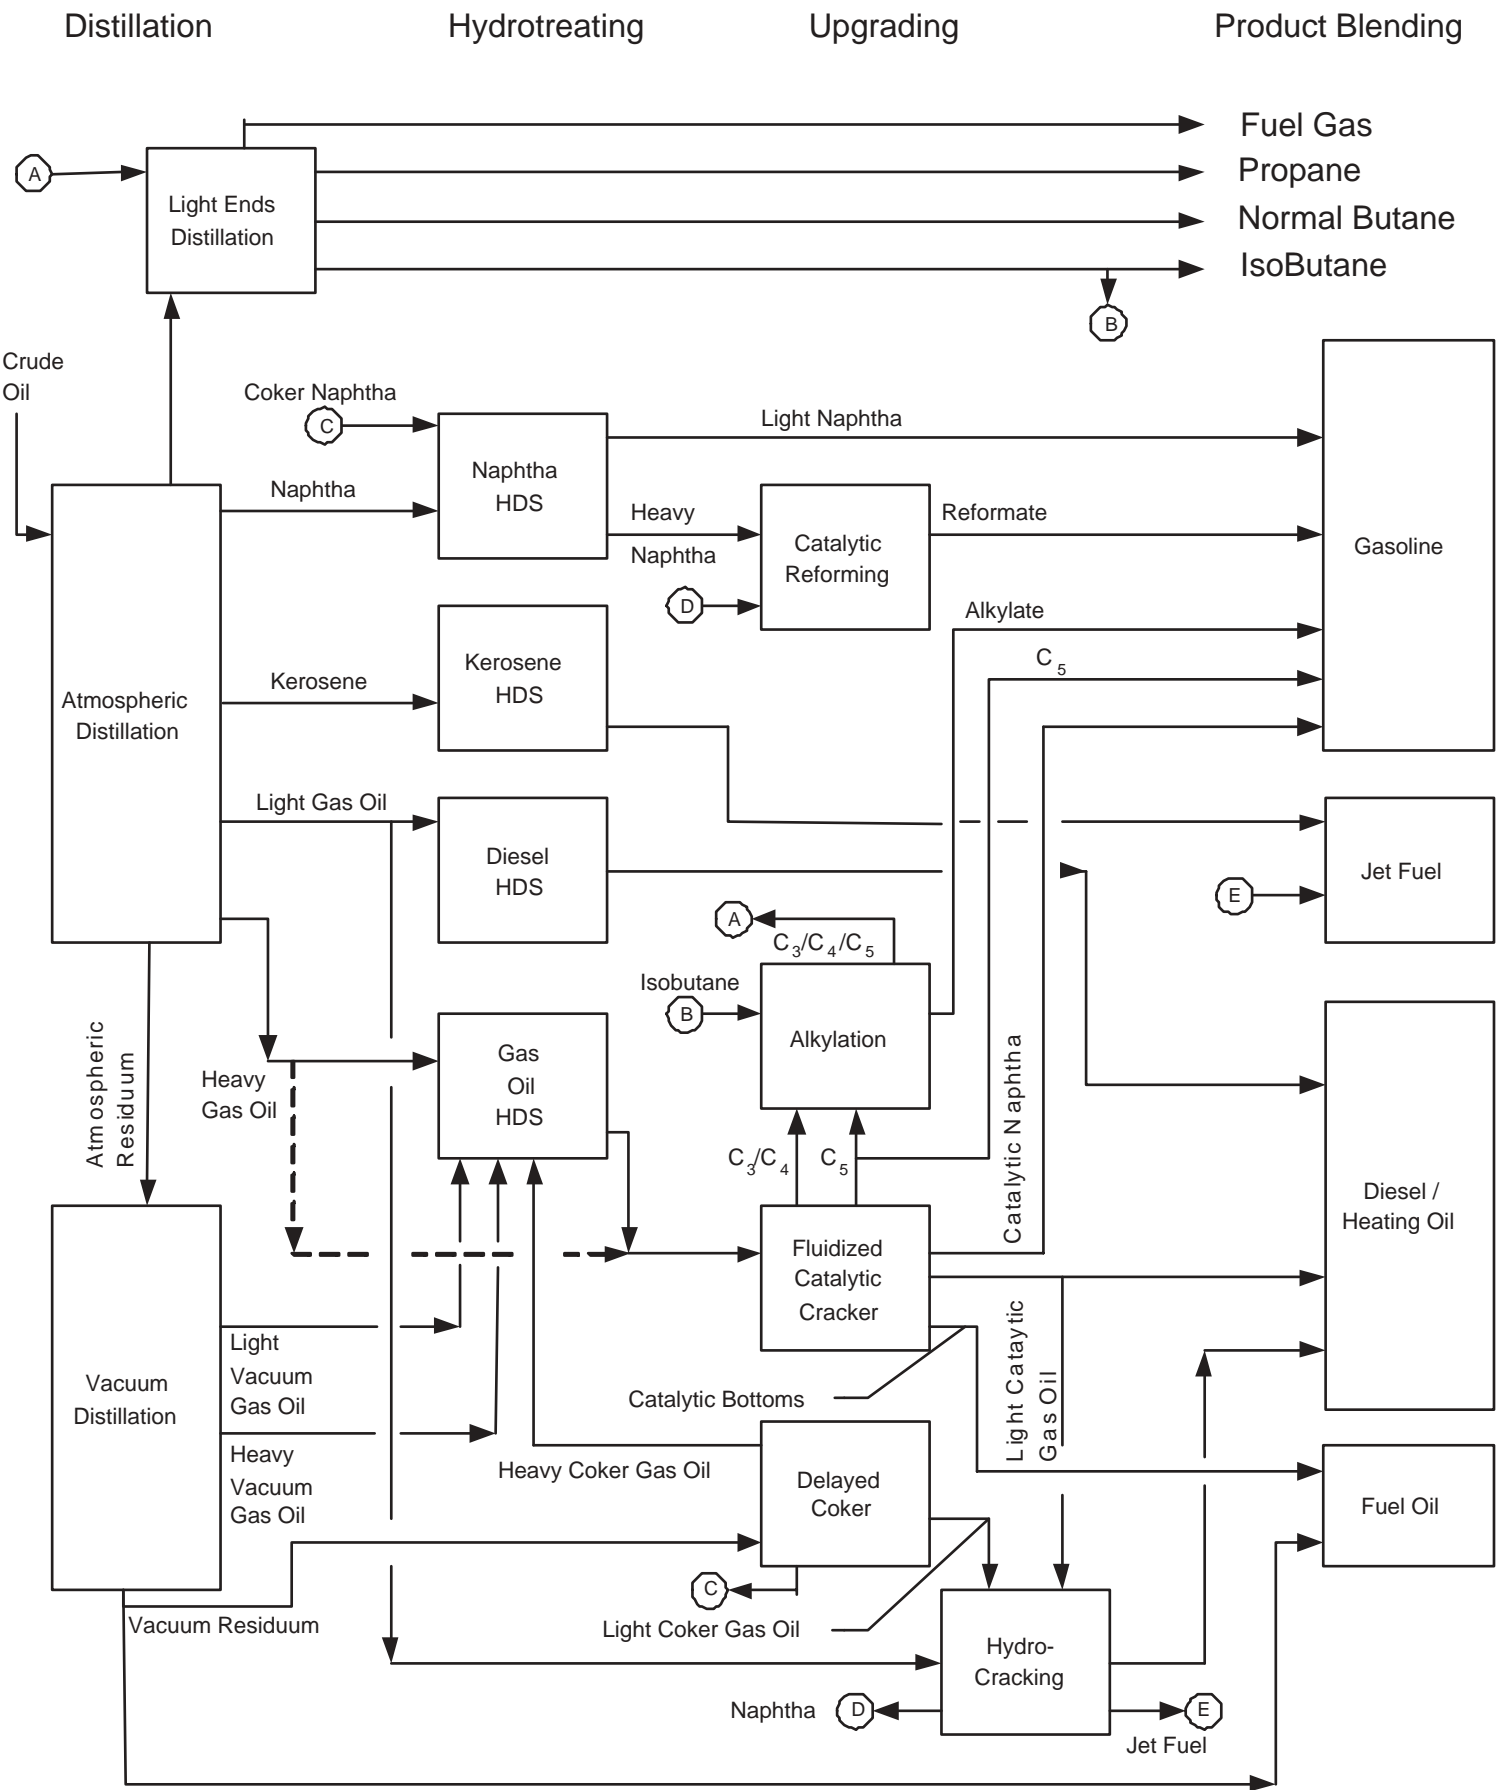 Distillation
Hydrotreating
Upgrading
Product Blending
Fuel Gas
A
Propane
Light Ends
Distillation
Normal Butane
IsoButane
B
Crude
Oil
Coker Naphtha
C
Light Naphtha
Naphtha
HDS
Naphtha
Heavy
Naphtha
Catalytic
Reforming
Reformate
Gasoline
D
Alkylate
C5
Kerosene
HDS
Kerosene
Atmospheric
Distillation
Light Gas Oil
Diesel
HDS
Jet Fuel
E
A
C3/C4/C5
Isobutane
B
Alkylation
Atmospheric
Residuum
Heavy
Gas Oil
Gas
Oil
HDS
C3/C4
C5
Catalytic Naphtha
Diesel /
Heating Oil
Fluidized
Catalytic
Cracker
Light
Vacuum
Gas Oil
Vacuum
Distillation
Catalytic Bottoms
Light Cataytic
Gas Oil
Heavy
Vacuum
Gas Oil
Heavy Coker Gas Oil
Delayed
Coker
Fuel Oil
C
Vacuum Residuum
Light Coker Gas Oil
Hydro-
Cracking
Naphtha
D
E
Jet Fuel